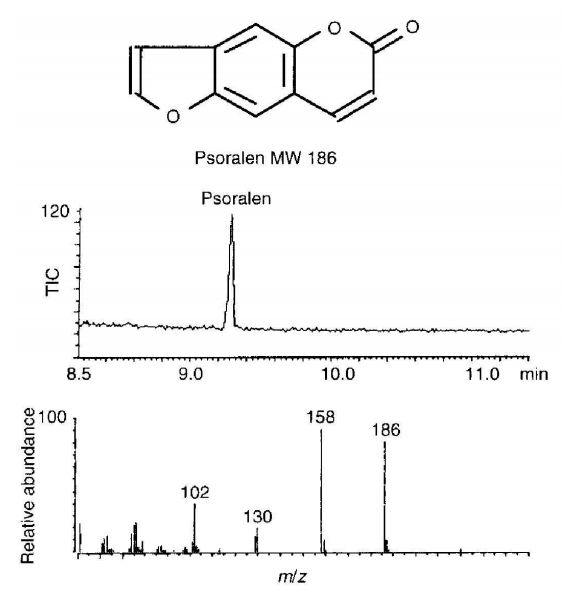 O
O
O
Psoralen MW 186
Psoralen
120
TIC
8.5 9.0 10.0 11.0 min
100
Relative abundance
158
186
102
130
m/z